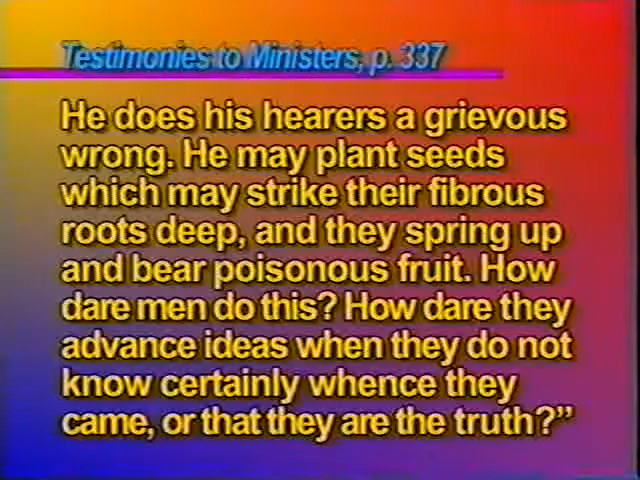 Testimonies to Ministers, p. 337
He does his hearers a grievous
wrong. He may plant seeds
which may strike their fibrous
roots deep, and they spring up
and bear poisonous fruit. How
dare men do this? How dare they
advance ideas when they do not
know certainly whence they
came, or that they are the truth?”